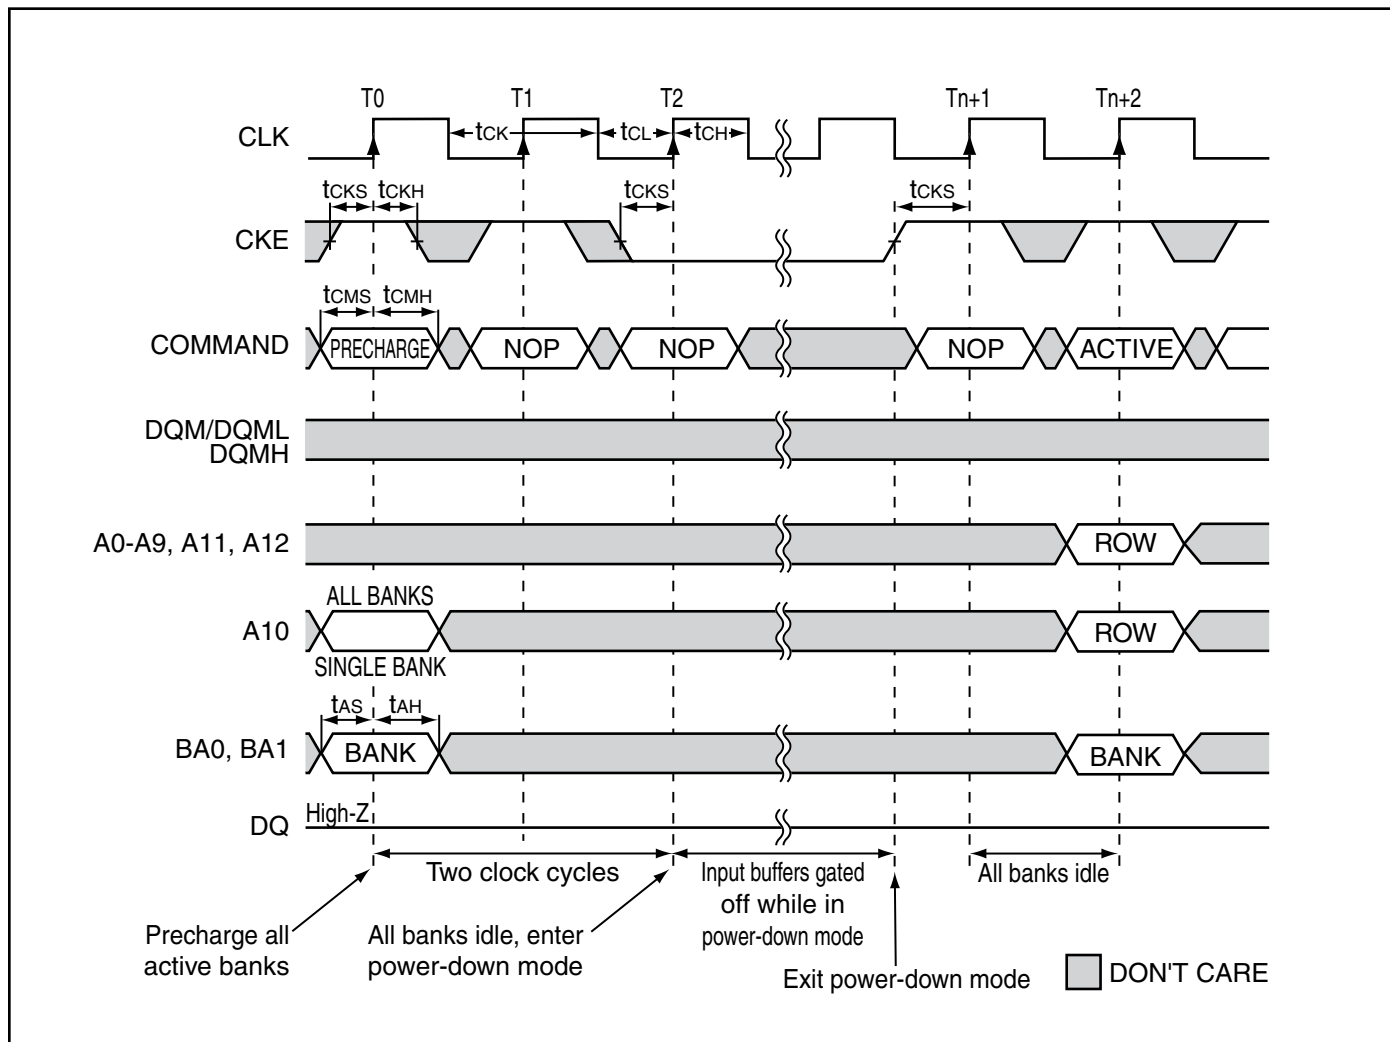 T0 T1 T2 Tn+1 Tn+2
CLK tCK tCL tCH
tCKS tCKH tCKS tCKS
CKE
tCMS tCMH
COMMAND PRECHARGE NOP NOP NOP ACTIVE
DQM/DQML
DQMH
A0-A9, A11, A12 ROW
ALL BANKS
A10 ROW
SINGLE BANK
tAS tAH
BA0, BA1 BANK BANK
High-Z
DQ
Two clock cycles
Input buffers gated
off while in
power-down mode
All banks idle
Precharge all
active banks
All banks idle, enter
power-down mode
Exit power-down mode
DON'T CARE